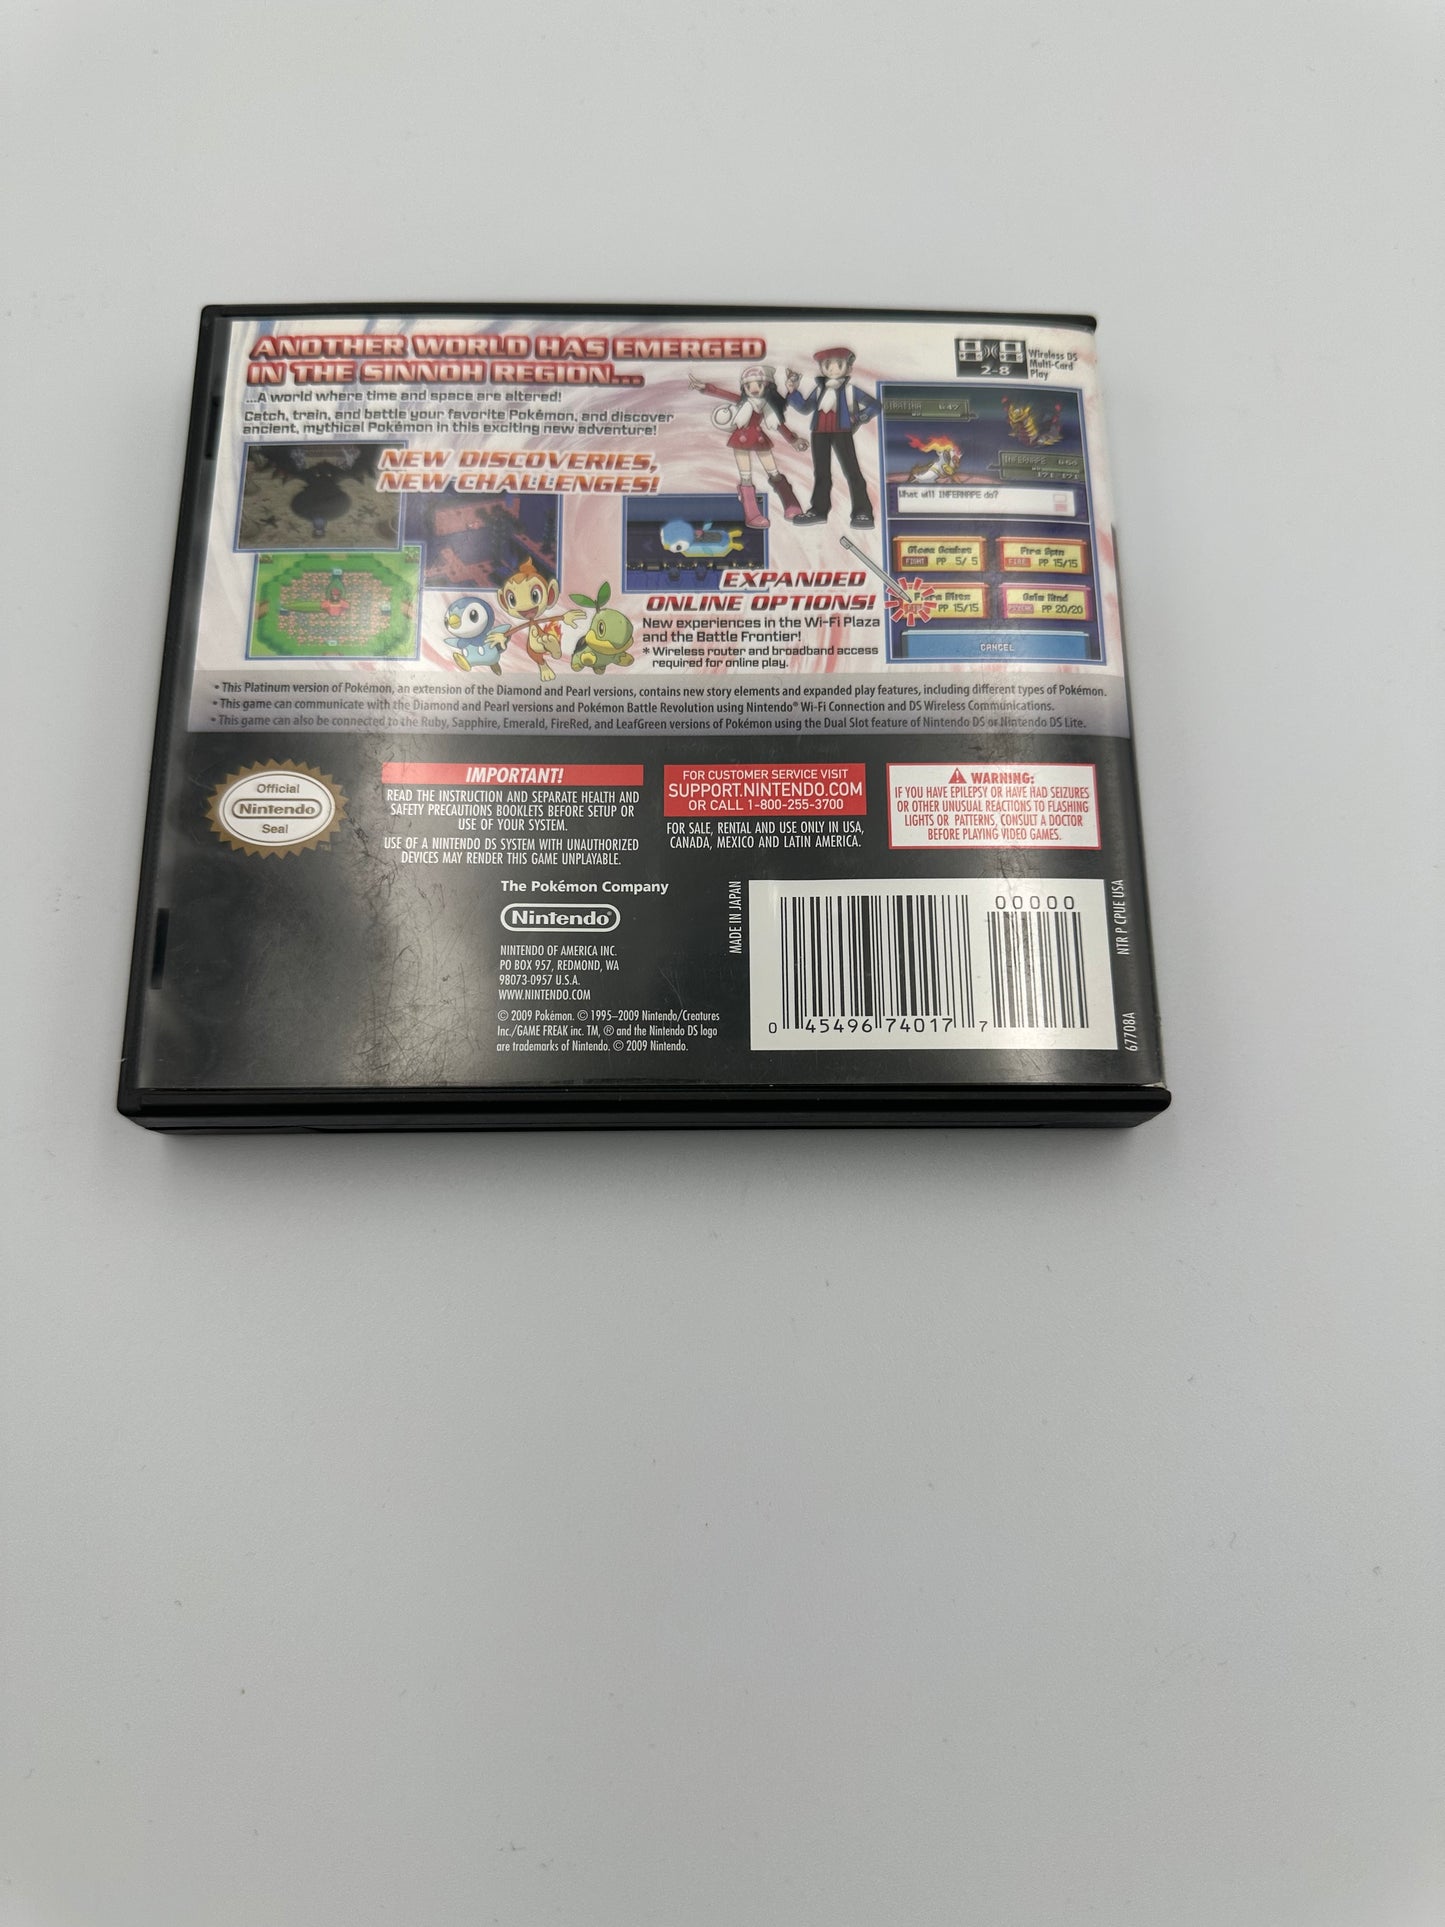 ANOTHER WORLD HAS EMERGED
IN THE SINNOH REGION...
...A world where time and space are altered!
Catch, train, and battle your favorite Pokémon, and discover
ancient, mythical Pokémon in this exciting new adventure!
NEW DISCOVERIES,
NEW CHALLENGES!
2-8
Wireless DS
Multi-Card
Play
GIRATINA
INFERNAPE
171 171
What will INFERNAPE do?
Close Combat
FIGHT PP 5/ 5
Fire Spin
FIRE PP 15/15
PP 15/15
Calm Mind
PP 20/20
CANCEL
EXPANDED
ONLINE OPTIONS!
New experiences in the Wi-Fi Plaza
and the Battle Frontier!
* Wireless router and broadband access
required for online play.
• This Platinum version of Pokémon, an extension of the Diamond and Pearl versions, contains new story elements and expanded play features, including different types of Pokémon.
• This game can communicate with the Diamond and Pearl versions and Pokémon Battle Revolution using Nintendo® Wi-Fi Connection and DS Wireless Communications.
• This game can also be connected to the Ruby, Sapphire, Emerald, FireRed, and LeafGreen versions of Pokémon using the Dual Slot feature of Nintendo DS or Nintendo DS Lite.
Official
Nintendo
Seal
TM
IMPORTANT!
READ THE INSTRUCTION AND SEPARATE HEALTH AND
SAFETY PRECAUTIONS BOOKLETS BEFORE SETUP OR
USE OF YOUR SYSTEM.
USE OF A NINTENDO DS SYSTEM WITH UNAUTHORIZED
DEVICES MAY RENDER THIS GAME UNPLAYABLE.
FOR CUSTOMER SERVICE VISIT
SUPPORT.NINTENDO.COM
OR CALL 1-800-255-3700
FOR SALE, RENTAL AND USE ONLY IN USA,
CANADA, MEXICO AND LATIN AMERICA.
WARNING:
IF YOU HAVE EPILEPSY OR HAVE HAD SEIZURES
OR OTHER UNUSUAL REACTIONS TO FLASHING
LIGHTS OR PATTERNS, CONSULT A DOCTOR
BEFORE PLAYING VIDEO GAMES.
The Pokémon Company
Nintendo®
NINTENDO OF AMERICA INC.
PO BOX 957, REDMOND, WA
98073-0957 U.S.A.
WWW.NINTENDO.COM
© 2009 Pokémon. © 1995–2009 Nintendo/Creatures
Inc./GAME FREAK inc. TM, ® and the Nintendo DS logo
are trademarks of Nintendo. © 2009 Nintendo.
MADE IN JAPAN
00000
0 45496 74017 7
NTR P CPUE USA
67708A